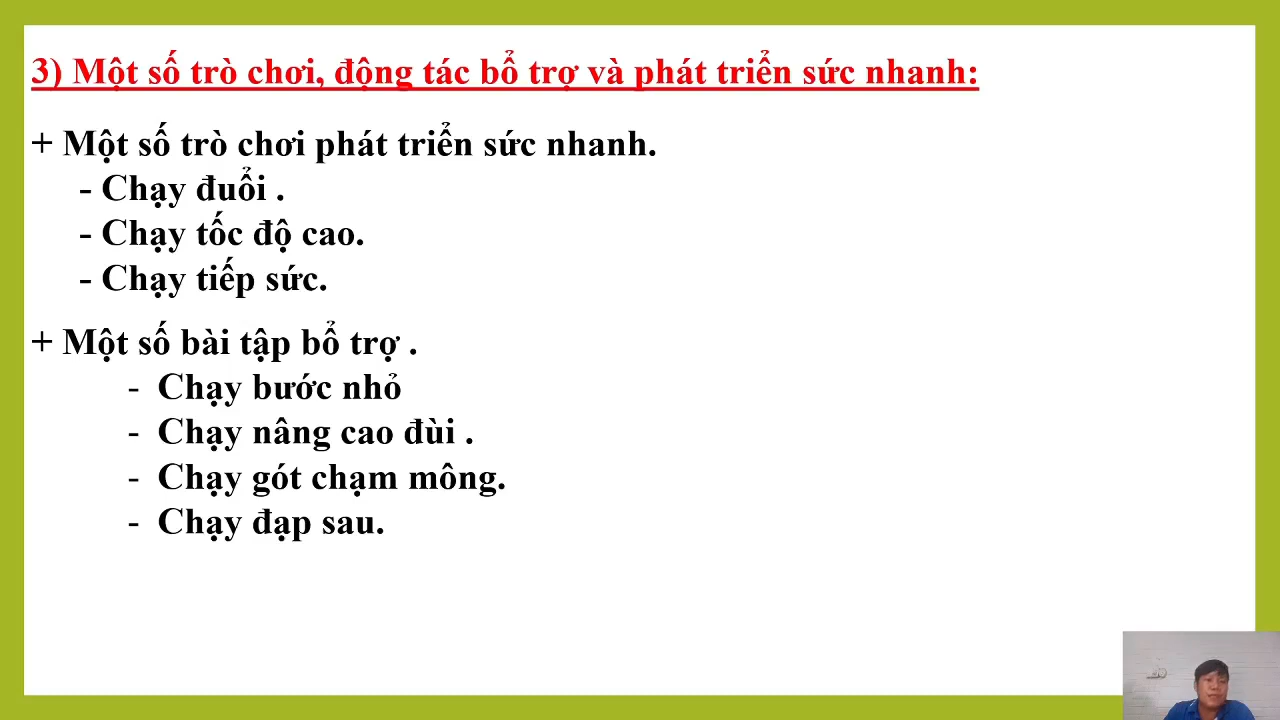 3) Một số trò chơi, động tác bổ trợ và phát triển sức nhanh:
+ Một số trò chơi phát triển sức nhanh.
- Chạy đuổi .
- Chạy tốc độ cao.
- Chạy tiếp sức.
+ Một số bài tập bổ trợ .
- Chạy bước nhỏ
- Chạy nâng cao đùi .
- Chạy gót chạm mông.
- Chạy đạp sau.